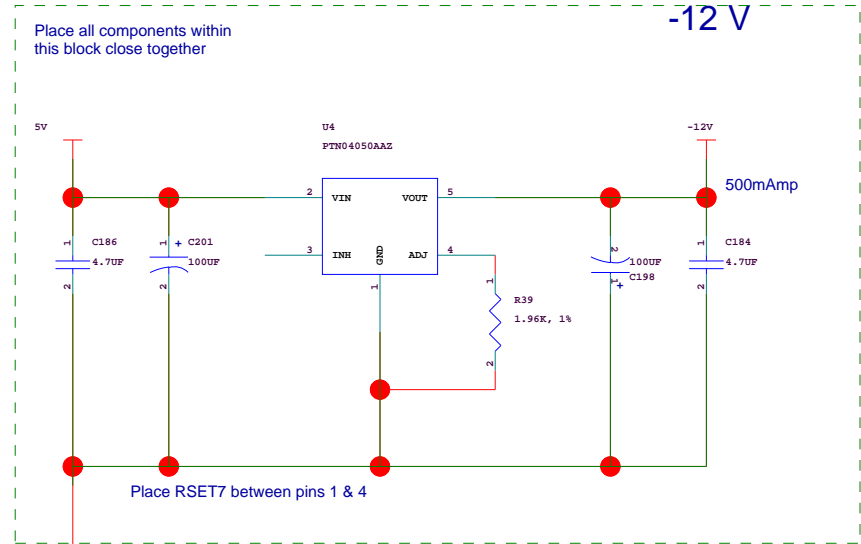 -12 V
Place all components within
this block close together
5V
U4
PTN04050AAZ
-12V
500mAmp
2
VIN
VOUT
5
1
C186
4.7UF
2
1
+
C201
100UF
2
3
INH
GND
ADJ
4
1
1
R39
1.96K, 1%
2
2
100UF
C198
1
+
1
C184
4.7UF
2
Place RSET7 between pins 1 & 4